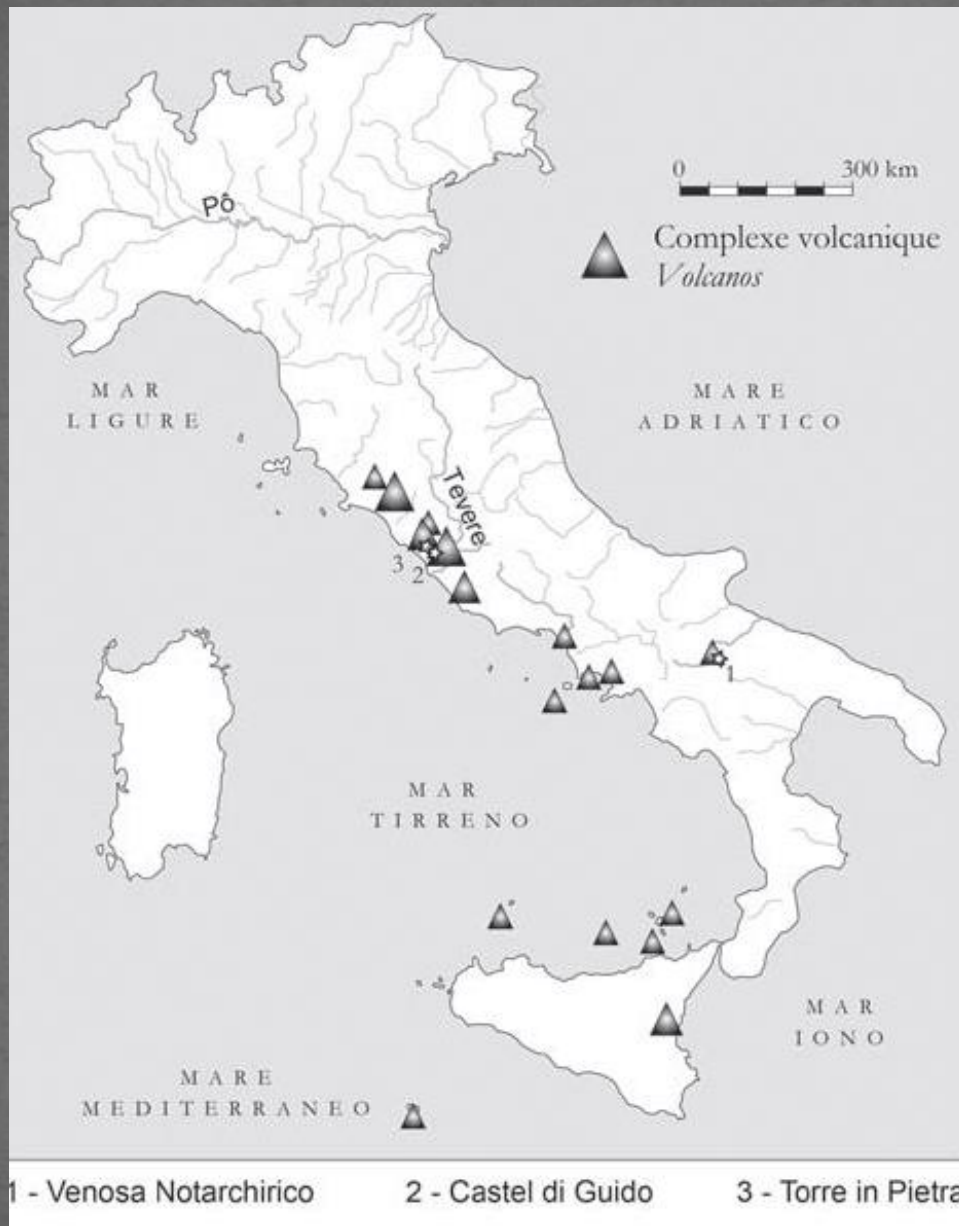 Pô
0 300 km
Complexe volcanique
Volcanos
MAR
LIGURE
MARE
ADRIATICO
Tevere
3
2
1
MAR
TIRRENO
MAR
IONO
MARE
MEDITERRANEO
1 - Venosa Notarchirico 2 - Castel di Guido 3 - Torre in Pietra